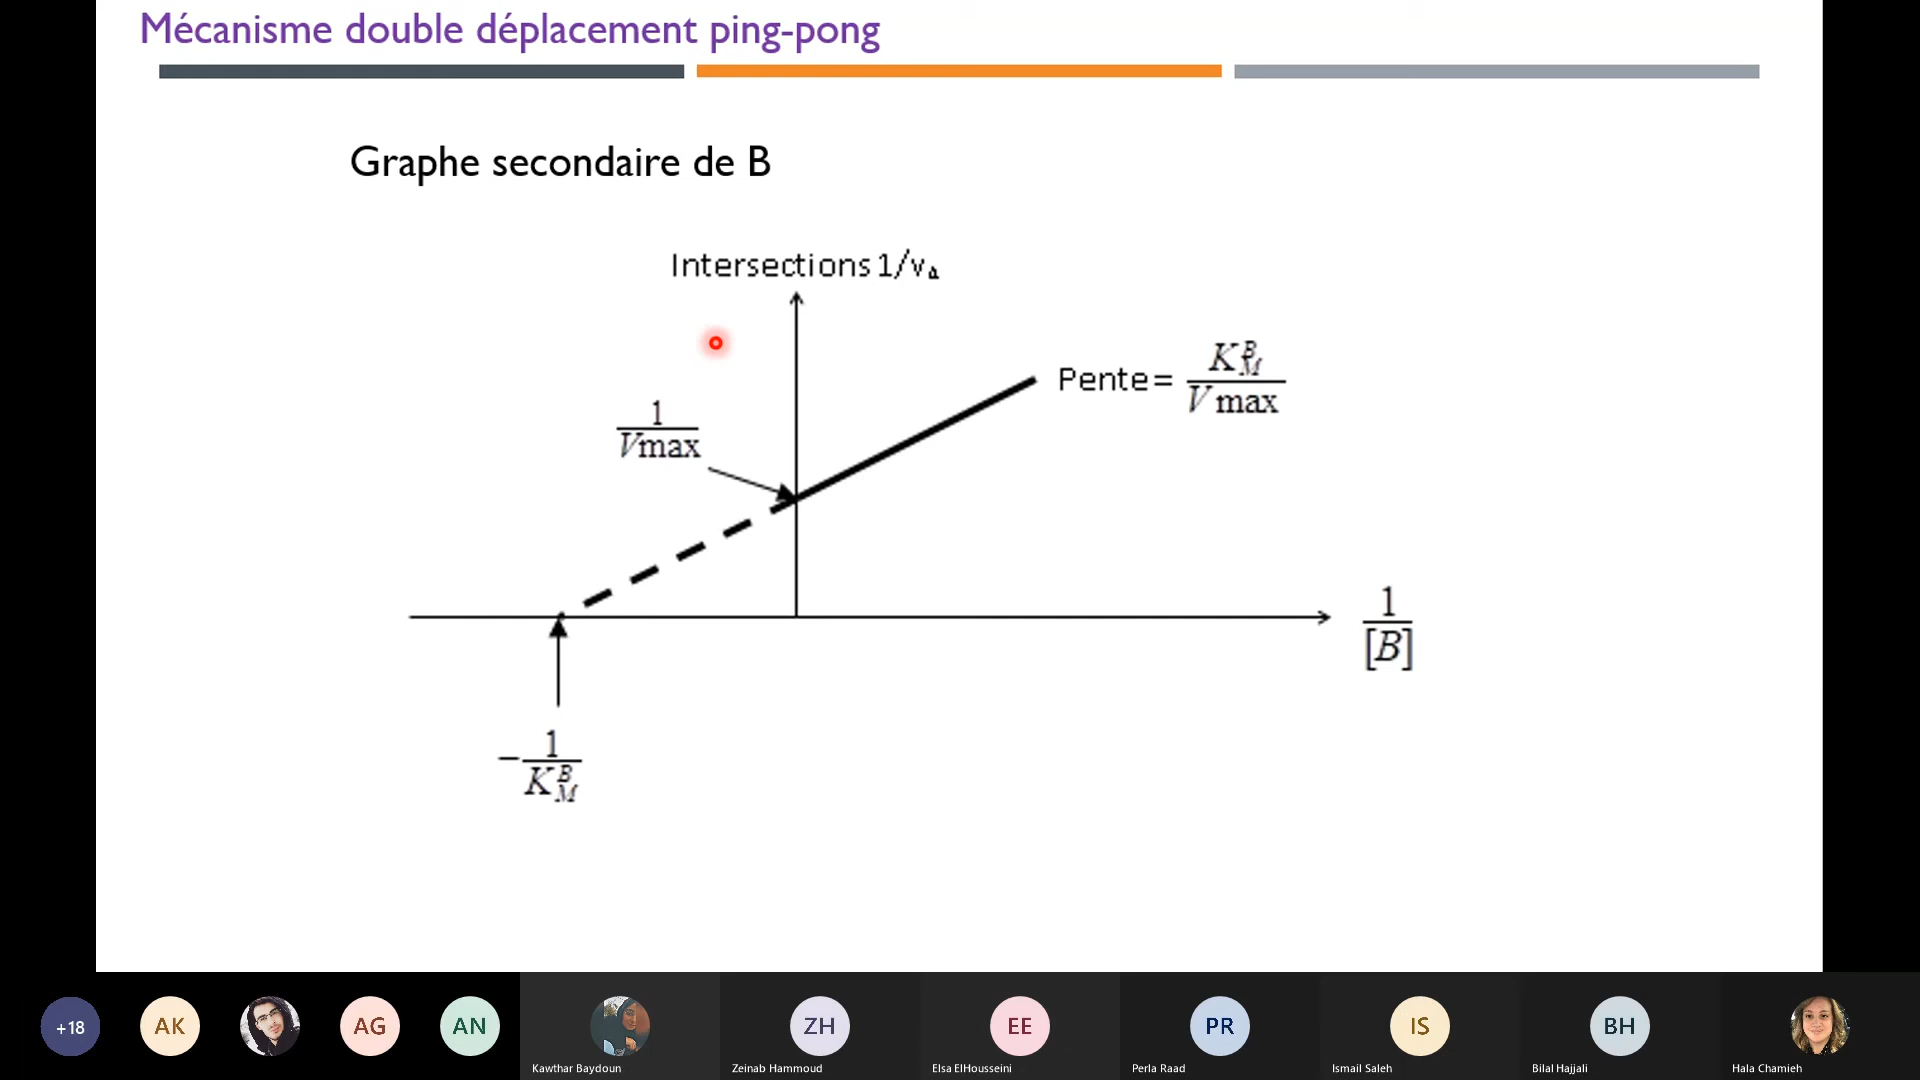 Mécanisme double déplacement ping-pong
Graphe secondaire de B
Intersections 1/vₐ
Pente = K_M^B / V max
1 / Vmax
1 / [B]
- 1 / K_M^B
+18
AK
AG
AN
ZH
EE
PR
IS
BH
Kawthar Baydoun
Zeinab Hammoud
Elsa ElHousseini
Perla Raad
Ismail Saleh
Bilal Hajjali
Hala Chamieh